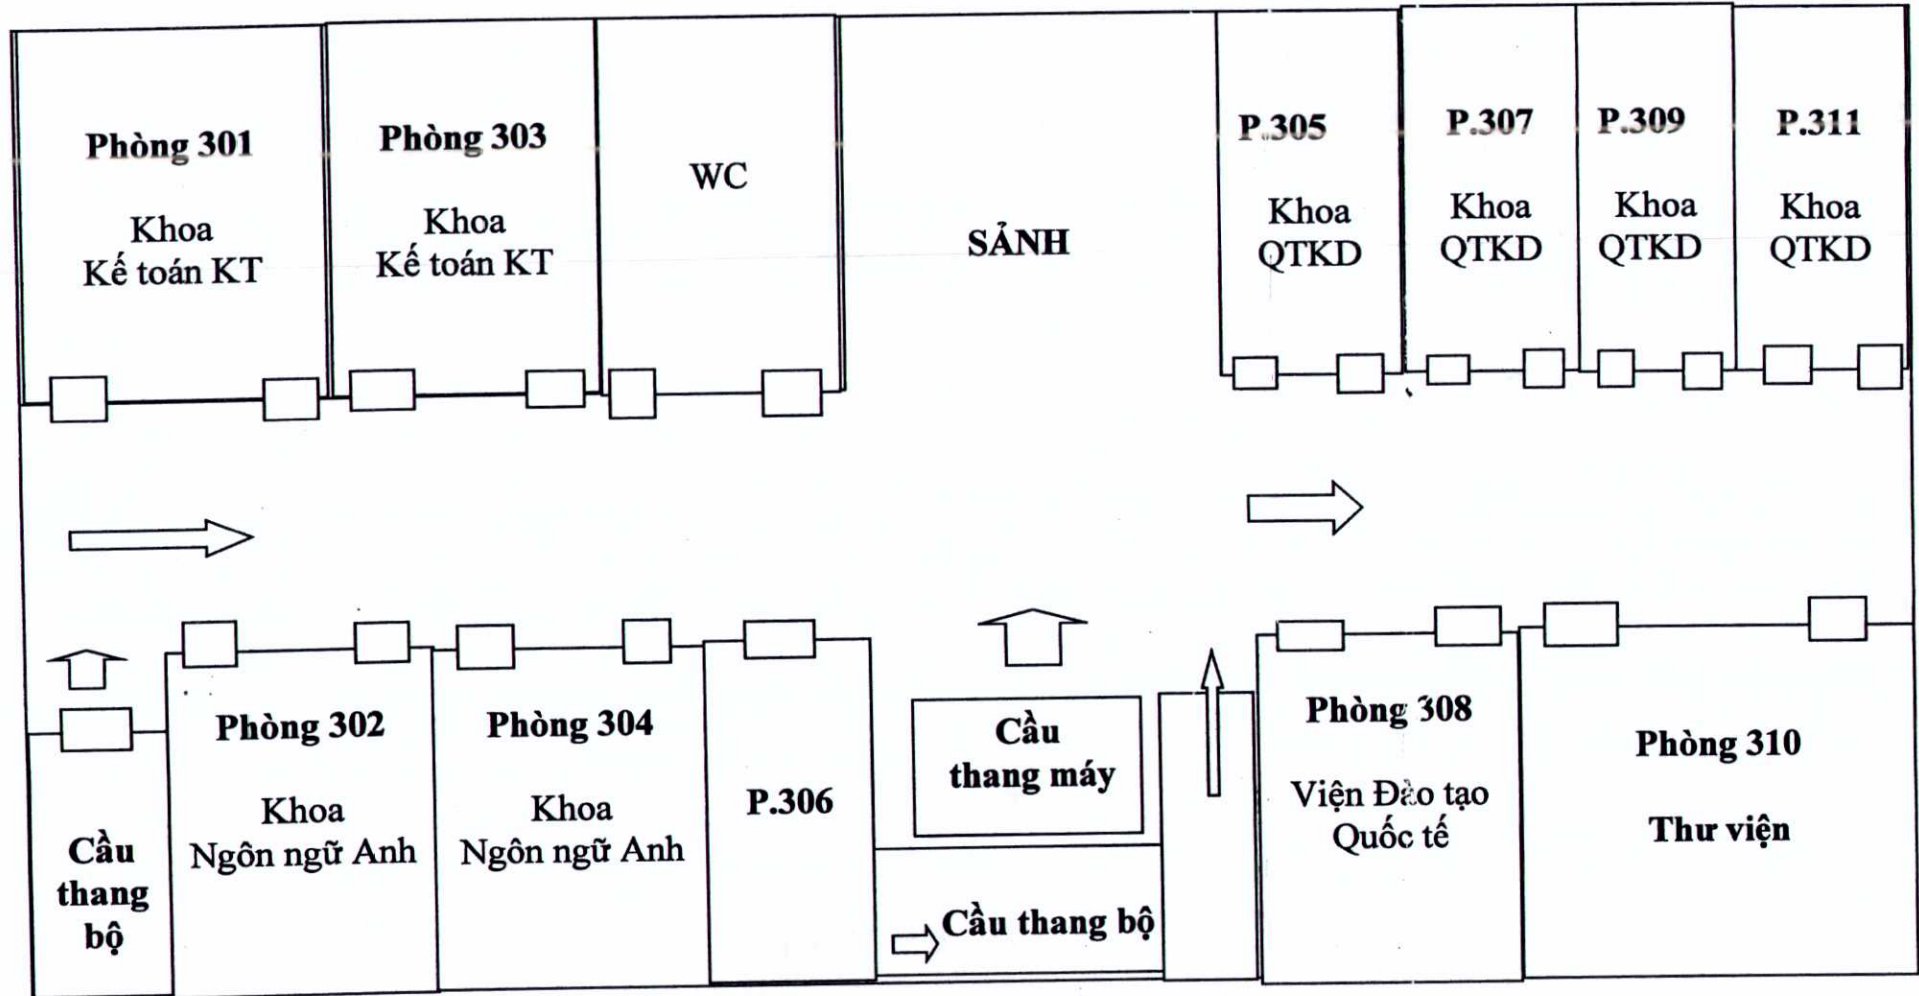 Phòng 301
Khoa
Kế toán KT
Phòng 303
Khoa
Kế toán KT
WC
SẢNH
P.305
Khoa
QTKD
P.307
Khoa
QTKD
P.309
Khoa
QTKD
P.311
Khoa
QTKD
Cầu
thang
bộ
Phòng 302
Khoa
Ngôn ngữ Anh
Phòng 304
Khoa
Ngôn ngữ Anh
P.306
Cầu
thang máy
Cầu thang bộ
Phòng 308
Viện Đào tạo
Quốc tế
Phòng 310
Thư viện